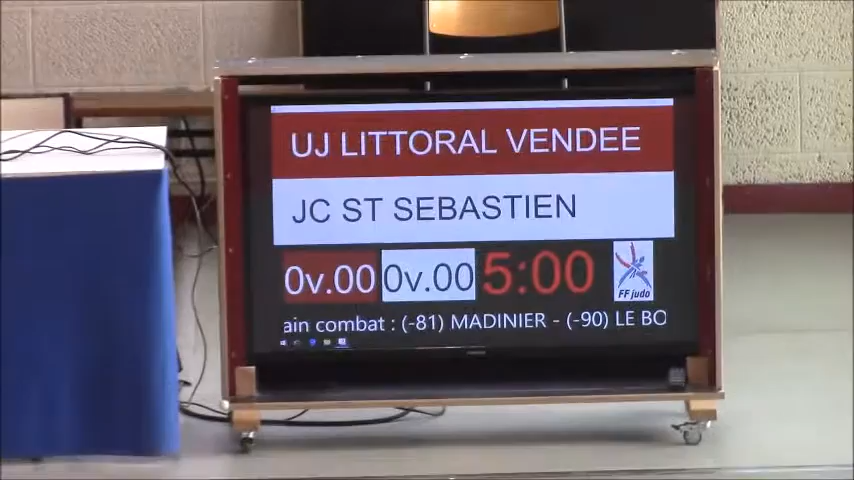 UJ LITTORAL VENDEE
JC ST SEBASTIEN
0v.00 0v.00 5:00
FF judo
ain combat : (-81) MADINIER - (-90) LE BO